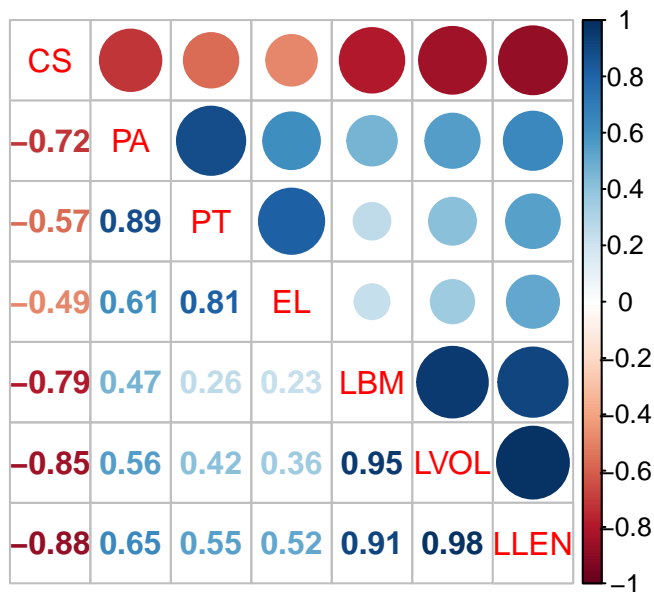 CS
−0.72 PA
−0.57 0.89 PT
−0.49 0.61 0.81 EL
−0.79 0.47 0.26 0.23 LBM
−0.85 0.56 0.42 0.36 0.95 LVOL
−0.88 0.65 0.55 0.52 0.91 0.98 LLEN
1
0.8
0.6
0.4
0.2
0
−0.2
−0.4
−0.6
−0.8
−1